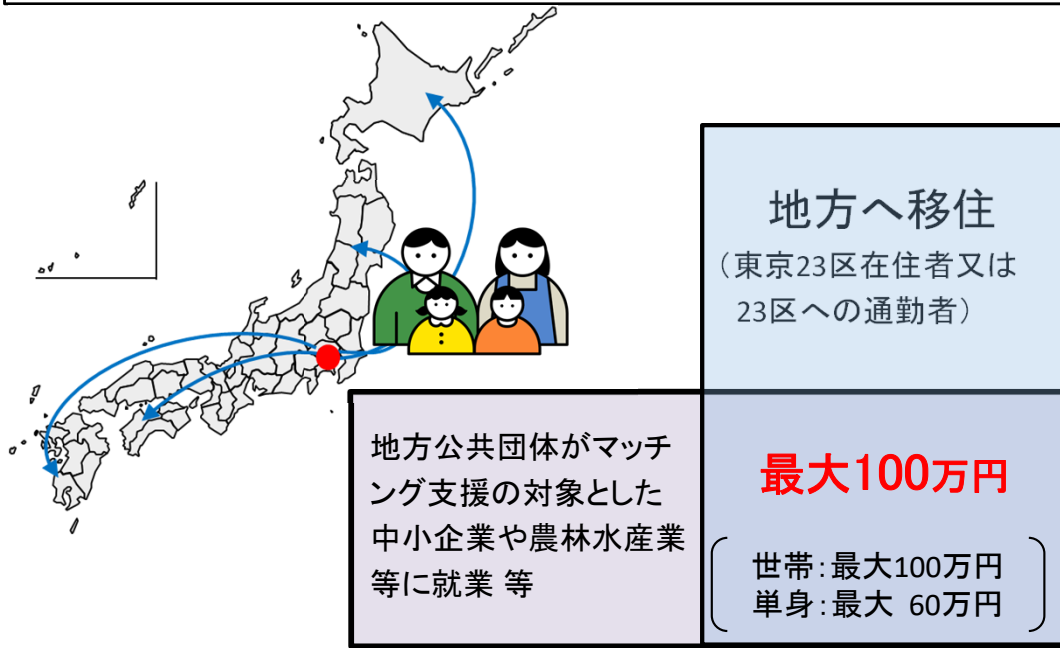 地方へ移住
（東京23区在住者又は
23区への通勤者）
地方公共団体がマッチ
ング支援の対象とした
中小企業や農林水産業
等に就業 等
最大100万円
世帯：最大100万円
単身：最大 60万円